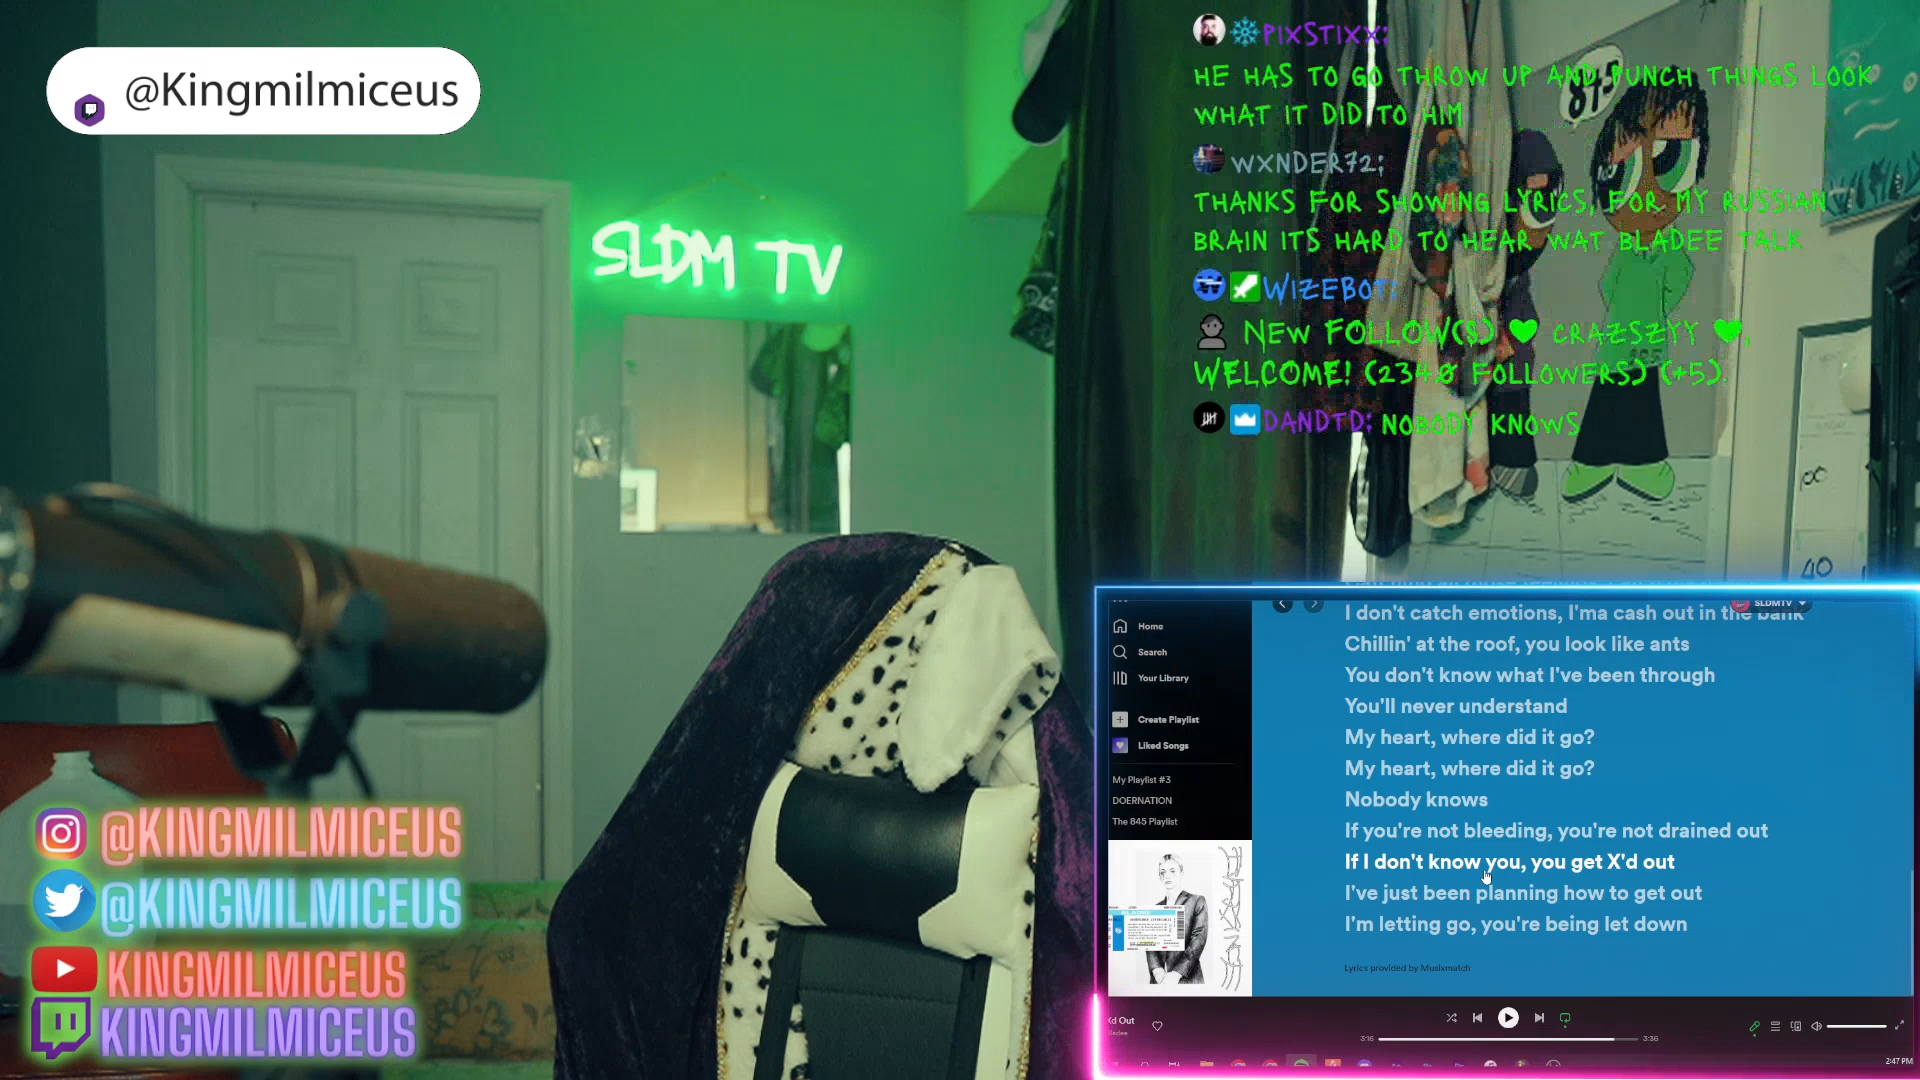 @Kingmilmiceus
SLDM TV
@KINGMILMICEUS
@KINGMILMICEUS
KINGMILMICEUS
KINGMILMICEUS
PIXSTIXX:
HE HAS TO GO THROW UP AND PUNCH THINGS LOOK
WHAT IT DID TO HIM
WXNDER72:
THANKS FOR SHOWING LYRICS, FOR MY RUSSIAN
BRAIN ITS HARD TO HEAR WAT BLADEE TALK
WIZEBOT:
NEW FOLLOW(S) CRAZSZYY ,
WELCOME! (2340 FOLLOWERS) (+5).
DANDTD: NOBODY KNOWS
845
40
SLDMTV
Home
Search
Your Library
Create Playlist
Liked Songs
My Playlist #3
DOERNATION
The 845 Playlist
I don't catch emotions, I'ma cash out in the bank
Chillin' at the roof, you look like ants
You don't know what I've been through
You'll never understand
My heart, where did it go?
My heart, where did it go?
Nobody knows
If you're not bleeding, you're not drained out
If I don't know you, you get X'd out
I've just been planning how to get out
I'm letting go, you're being let down
Lyrics provided by Musixmatch
Xd Out
Bladee
3:16
3:36
2:47 PM